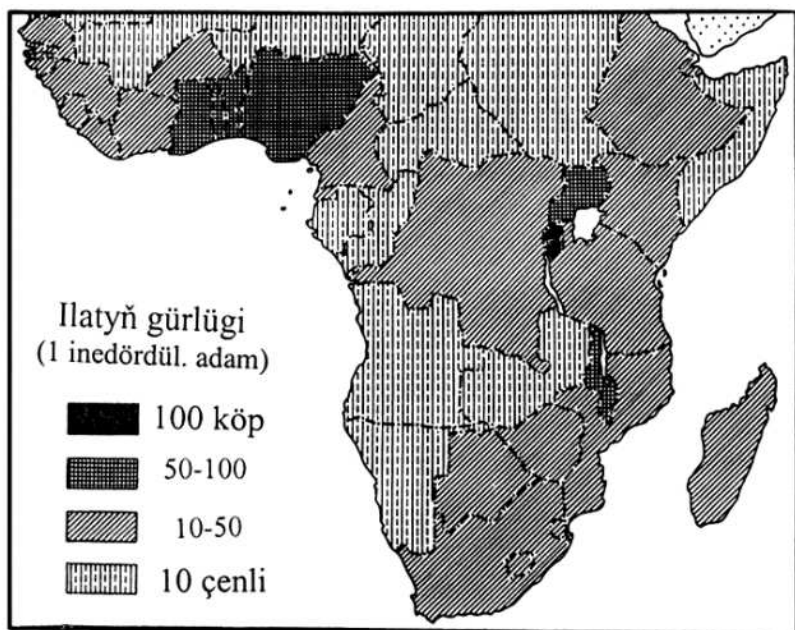 Ilatyň gürlügi
(1 inedördül. adam)
100 köp
50-100
10-50
10 çenli